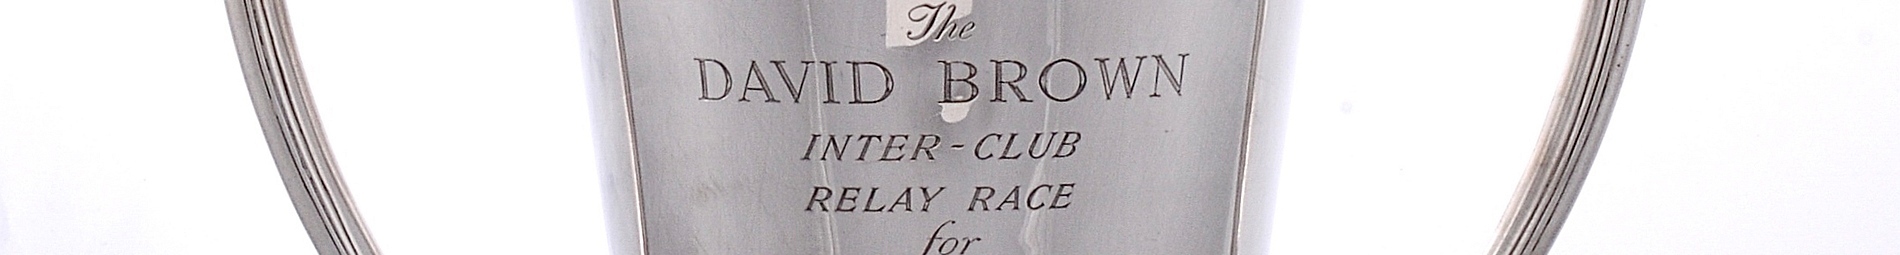 The
DAVID BROWN
INTER-CLUB
RELAY RACE
for